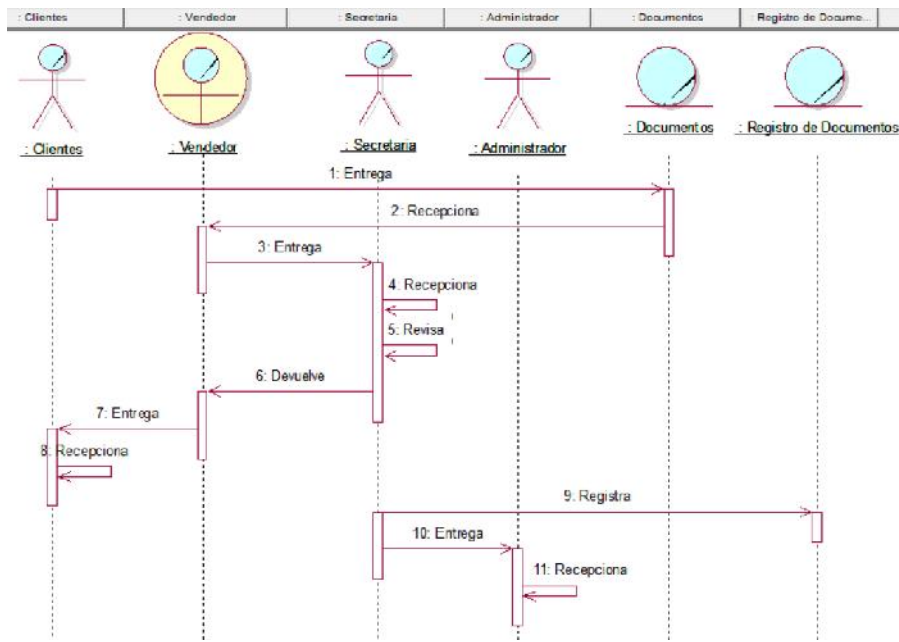 : Clientes
: Vendedor
: Secretaria
: Administrador
: Documentos
: Registro de Docume...
: Clientes
: Vendedor
: Secretaria
: Administrador
: Documentos
: Registro de Documentos
1: Entrega
2: Recepciona
3: Entrega
4: Recepciona
5: Revisa
6: Devuelve
7: Entrega
8: Recepciona
9: Registra
10: Entrega
11: Recepciona